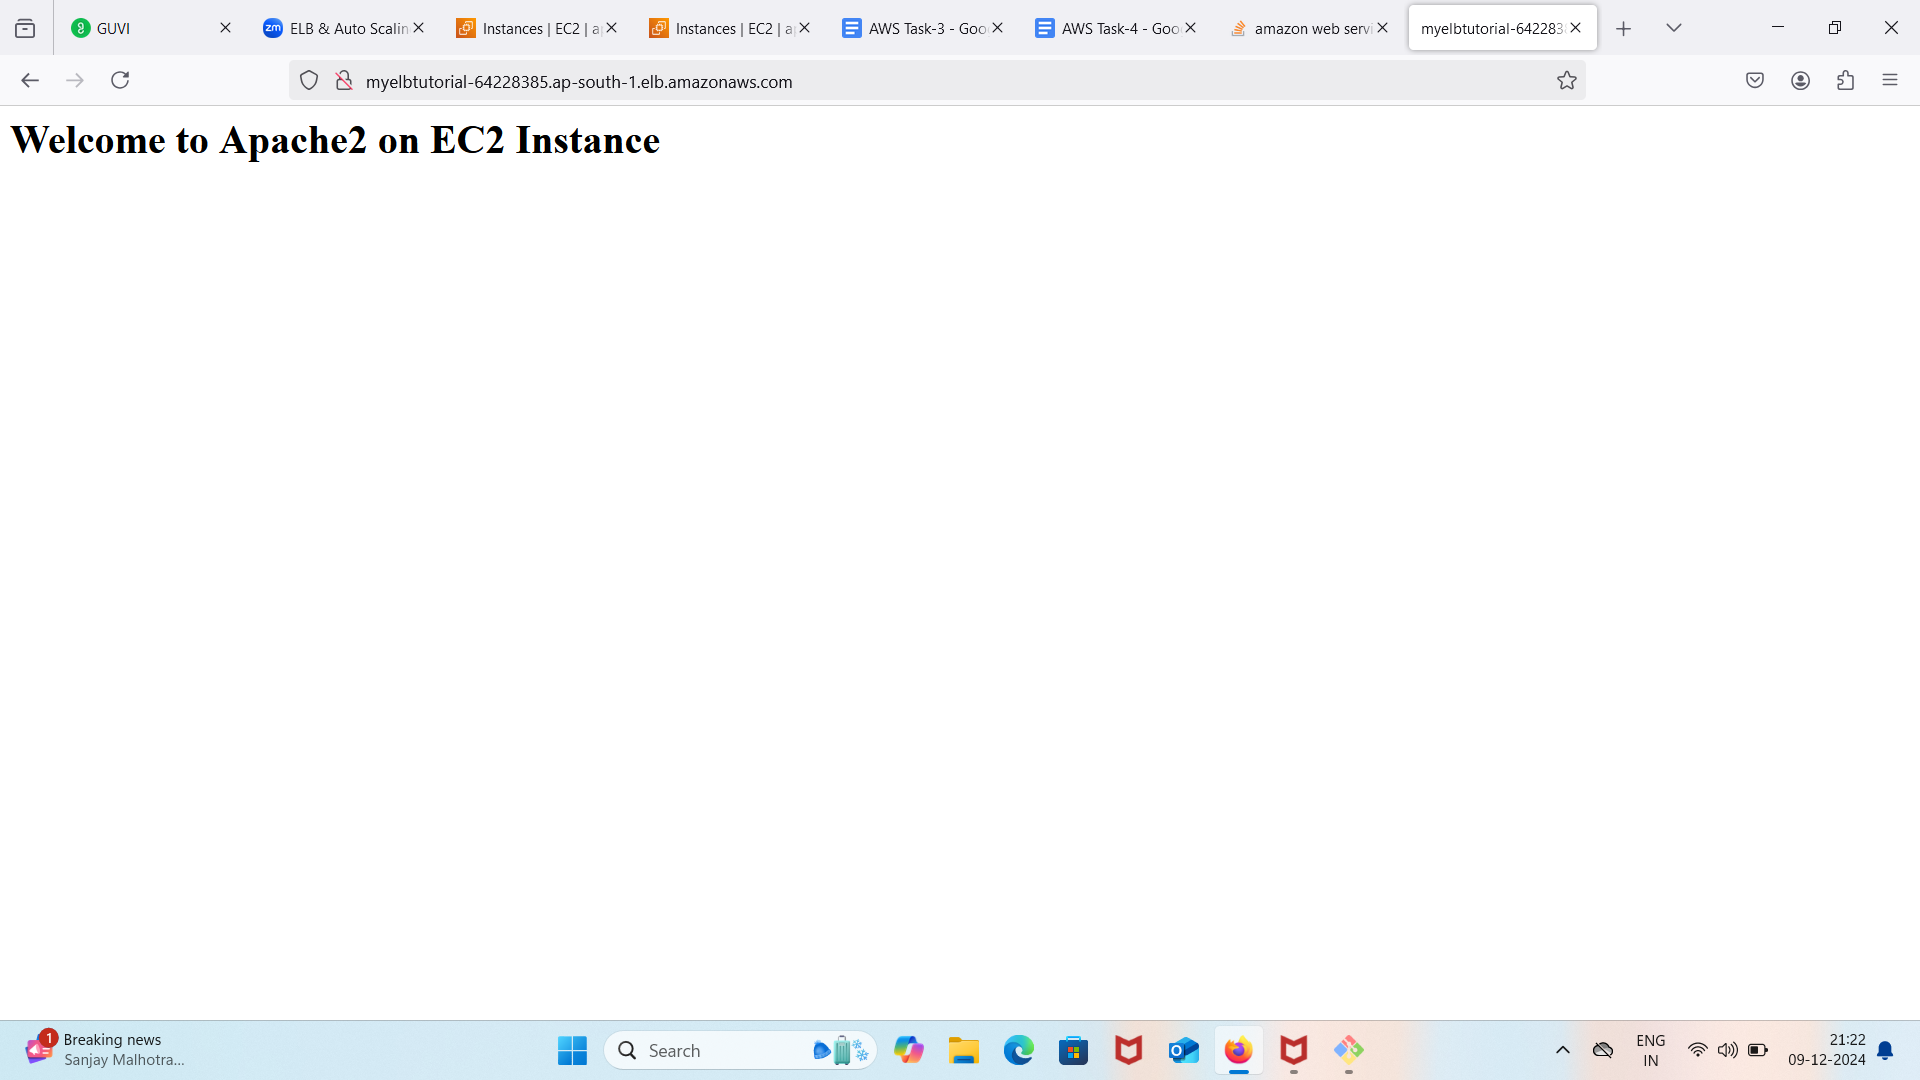 GUVI
ELB & Auto Scalin
Instances | EC2 | a
Instances | EC2 | a
AWS Task-3 - Goo
AWS Task-4 - Goo
amazon web servi
myelbtutorial-6422838
myelbtutorial-64228385.ap-south-1.elb.amazonaws.com
Welcome to Apache2 on EC2 Instance
1
Breaking news
Sanjay Malhotra...
Search
ENG
IN
21:22
09-12-2024